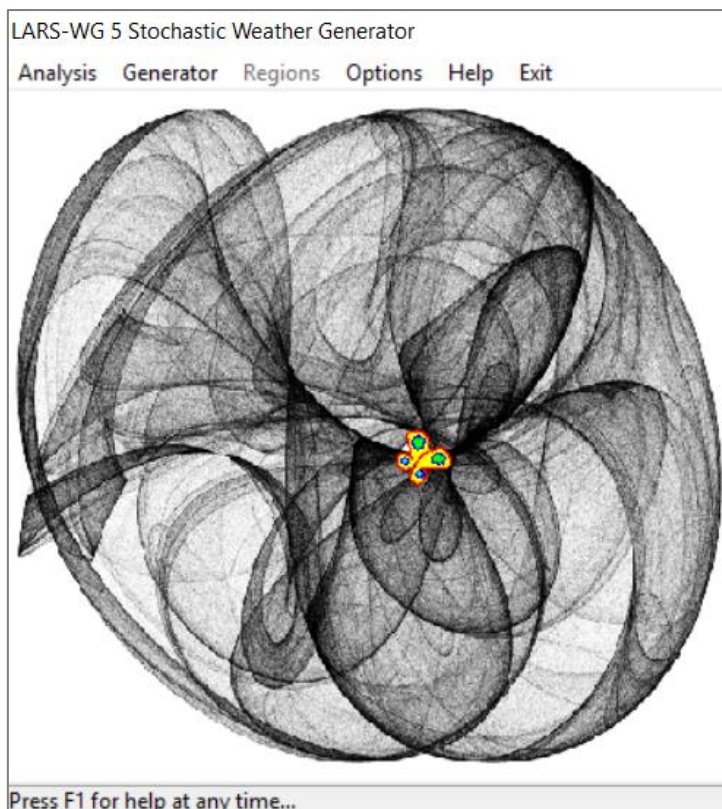 LARS-WG 5 Stochastic Weather Generator
Analysis Generator Regions Options Help Exit
Press F1 for help at any time...